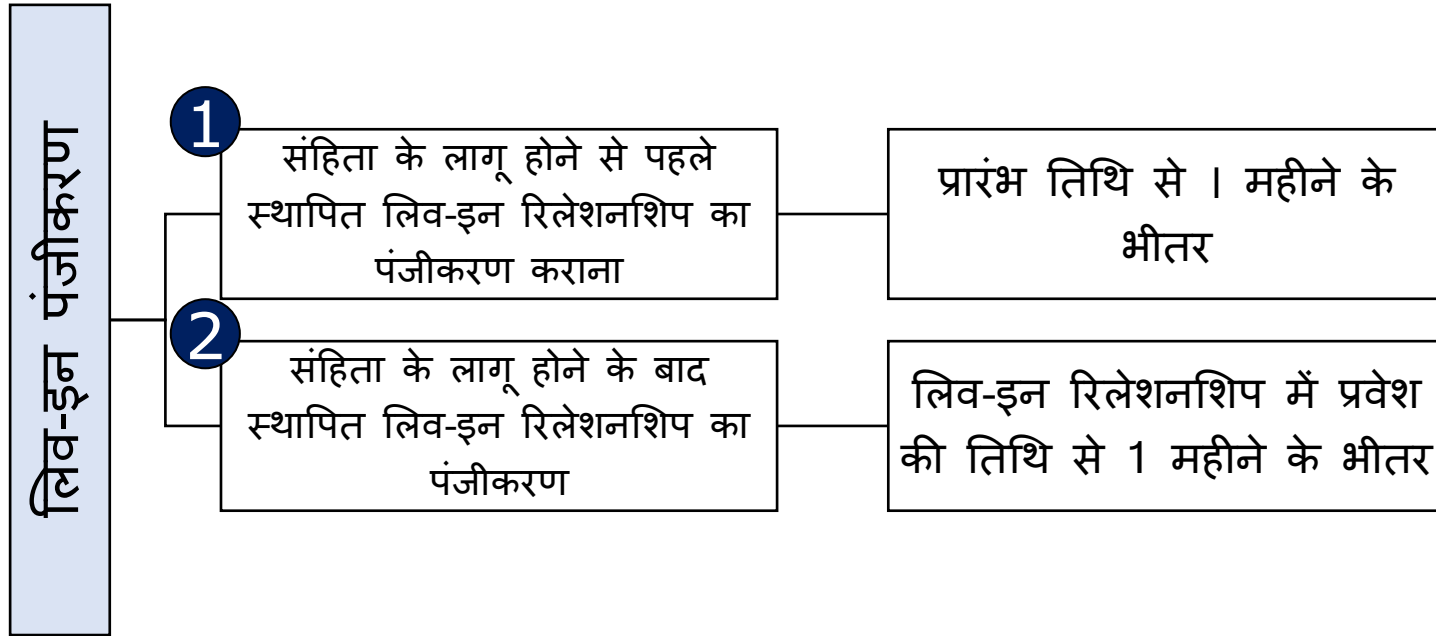 लिव-इन पंजीकरण
1
संहिता के लागू होने से पहले
स्थापित लिव-इन रिलेशनशिप का
पंजीकरण कराना
प्रारंभ तिथि से । महीने के
भीतर
2
संहिता के लागू होने के बाद
स्थापित लिव-इन रिलेशनशिप का
पंजीकरण
लिव-इन रिलेशनशिप में प्रवेश
की तिथि से 1 महीने के भीतर